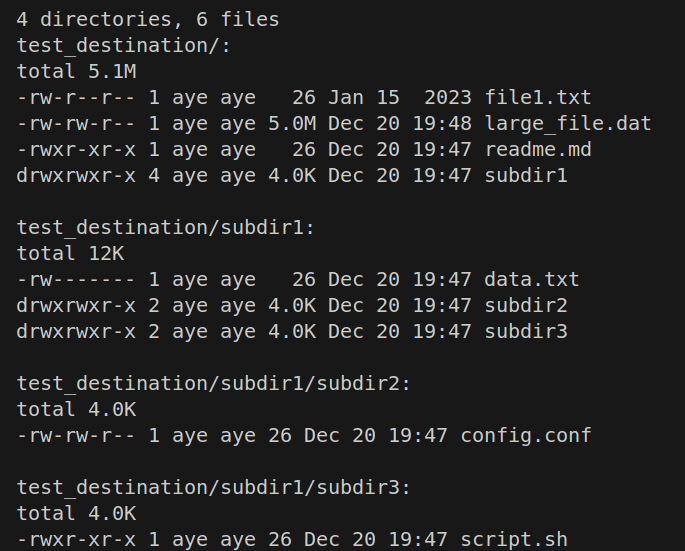 4 directories, 6 files
test_destination/:
total 5.1M
-rw-r--r-- 1 aye aye   26 Jan 15  2023 file1.txt
-rw-rw-r-- 1 aye aye 5.0M Dec 20 19:48 large_file.dat
-rwxr-xr-x 1 aye aye   26 Dec 20 19:47 readme.md
drwxrwxr-x 4 aye aye 4.0K Dec 20 19:47 subdir1

test_destination/subdir1:
total 12K
-rw------- 1 aye aye   26 Dec 20 19:47 data.txt
drwxrwxr-x 2 aye aye 4.0K Dec 20 19:47 subdir2
drwxrwxr-x 2 aye aye 4.0K Dec 20 19:47 subdir3

test_destination/subdir1/subdir2:
total 4.0K
-rw-rw-r-- 1 aye aye 26 Dec 20 19:47 config.conf

test_destination/subdir1/subdir3:
total 4.0K
-rwxr-xr-x 1 aye aye 26 Dec 20 19:47 script.sh